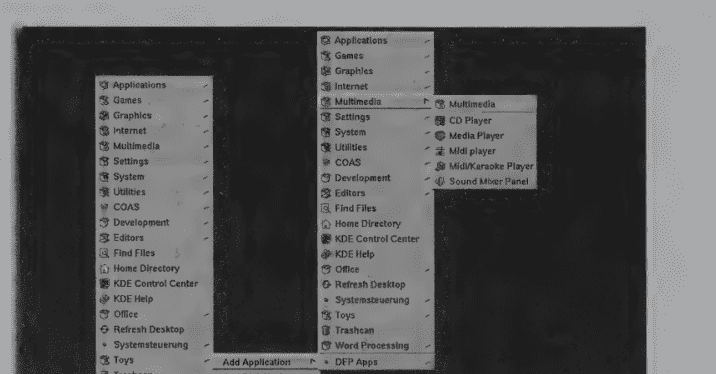 Applications
Games
Graphics
Internet
Multimedia
Settings
System
Utilities
COAS
Development
Editors
Find Files
Home Directory
KDE Control Center
KDE Help
Office
Refresh Desktop
Systemsteuerung
Toys
Trashcan
Add Application
Applications
Games
Graphics
Internet
Multimedia
Settings
System
Utilities
COAS
Development
Editors
Find Files
Home Directory
KDE Control Center
KDE Help
Office
Refresh Desktop
Systemsteuerung
Toys
Trashcan
Word Processing
DFP Apps
Multimedia
CD Player
Media Player
Midi player
Midi/Karaoke Player
Sound Mixer Panel